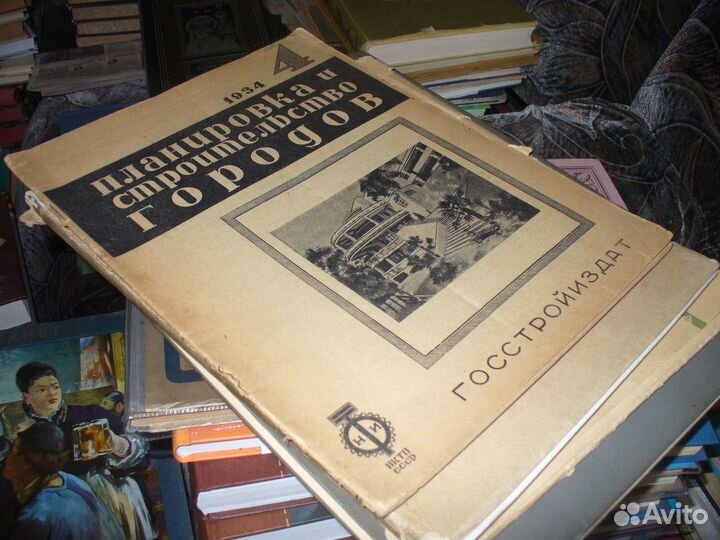 1934 4
планировка и
строительство
городов
ГОССТРОЙИЗДАТ
НКТП
СССР
Avito